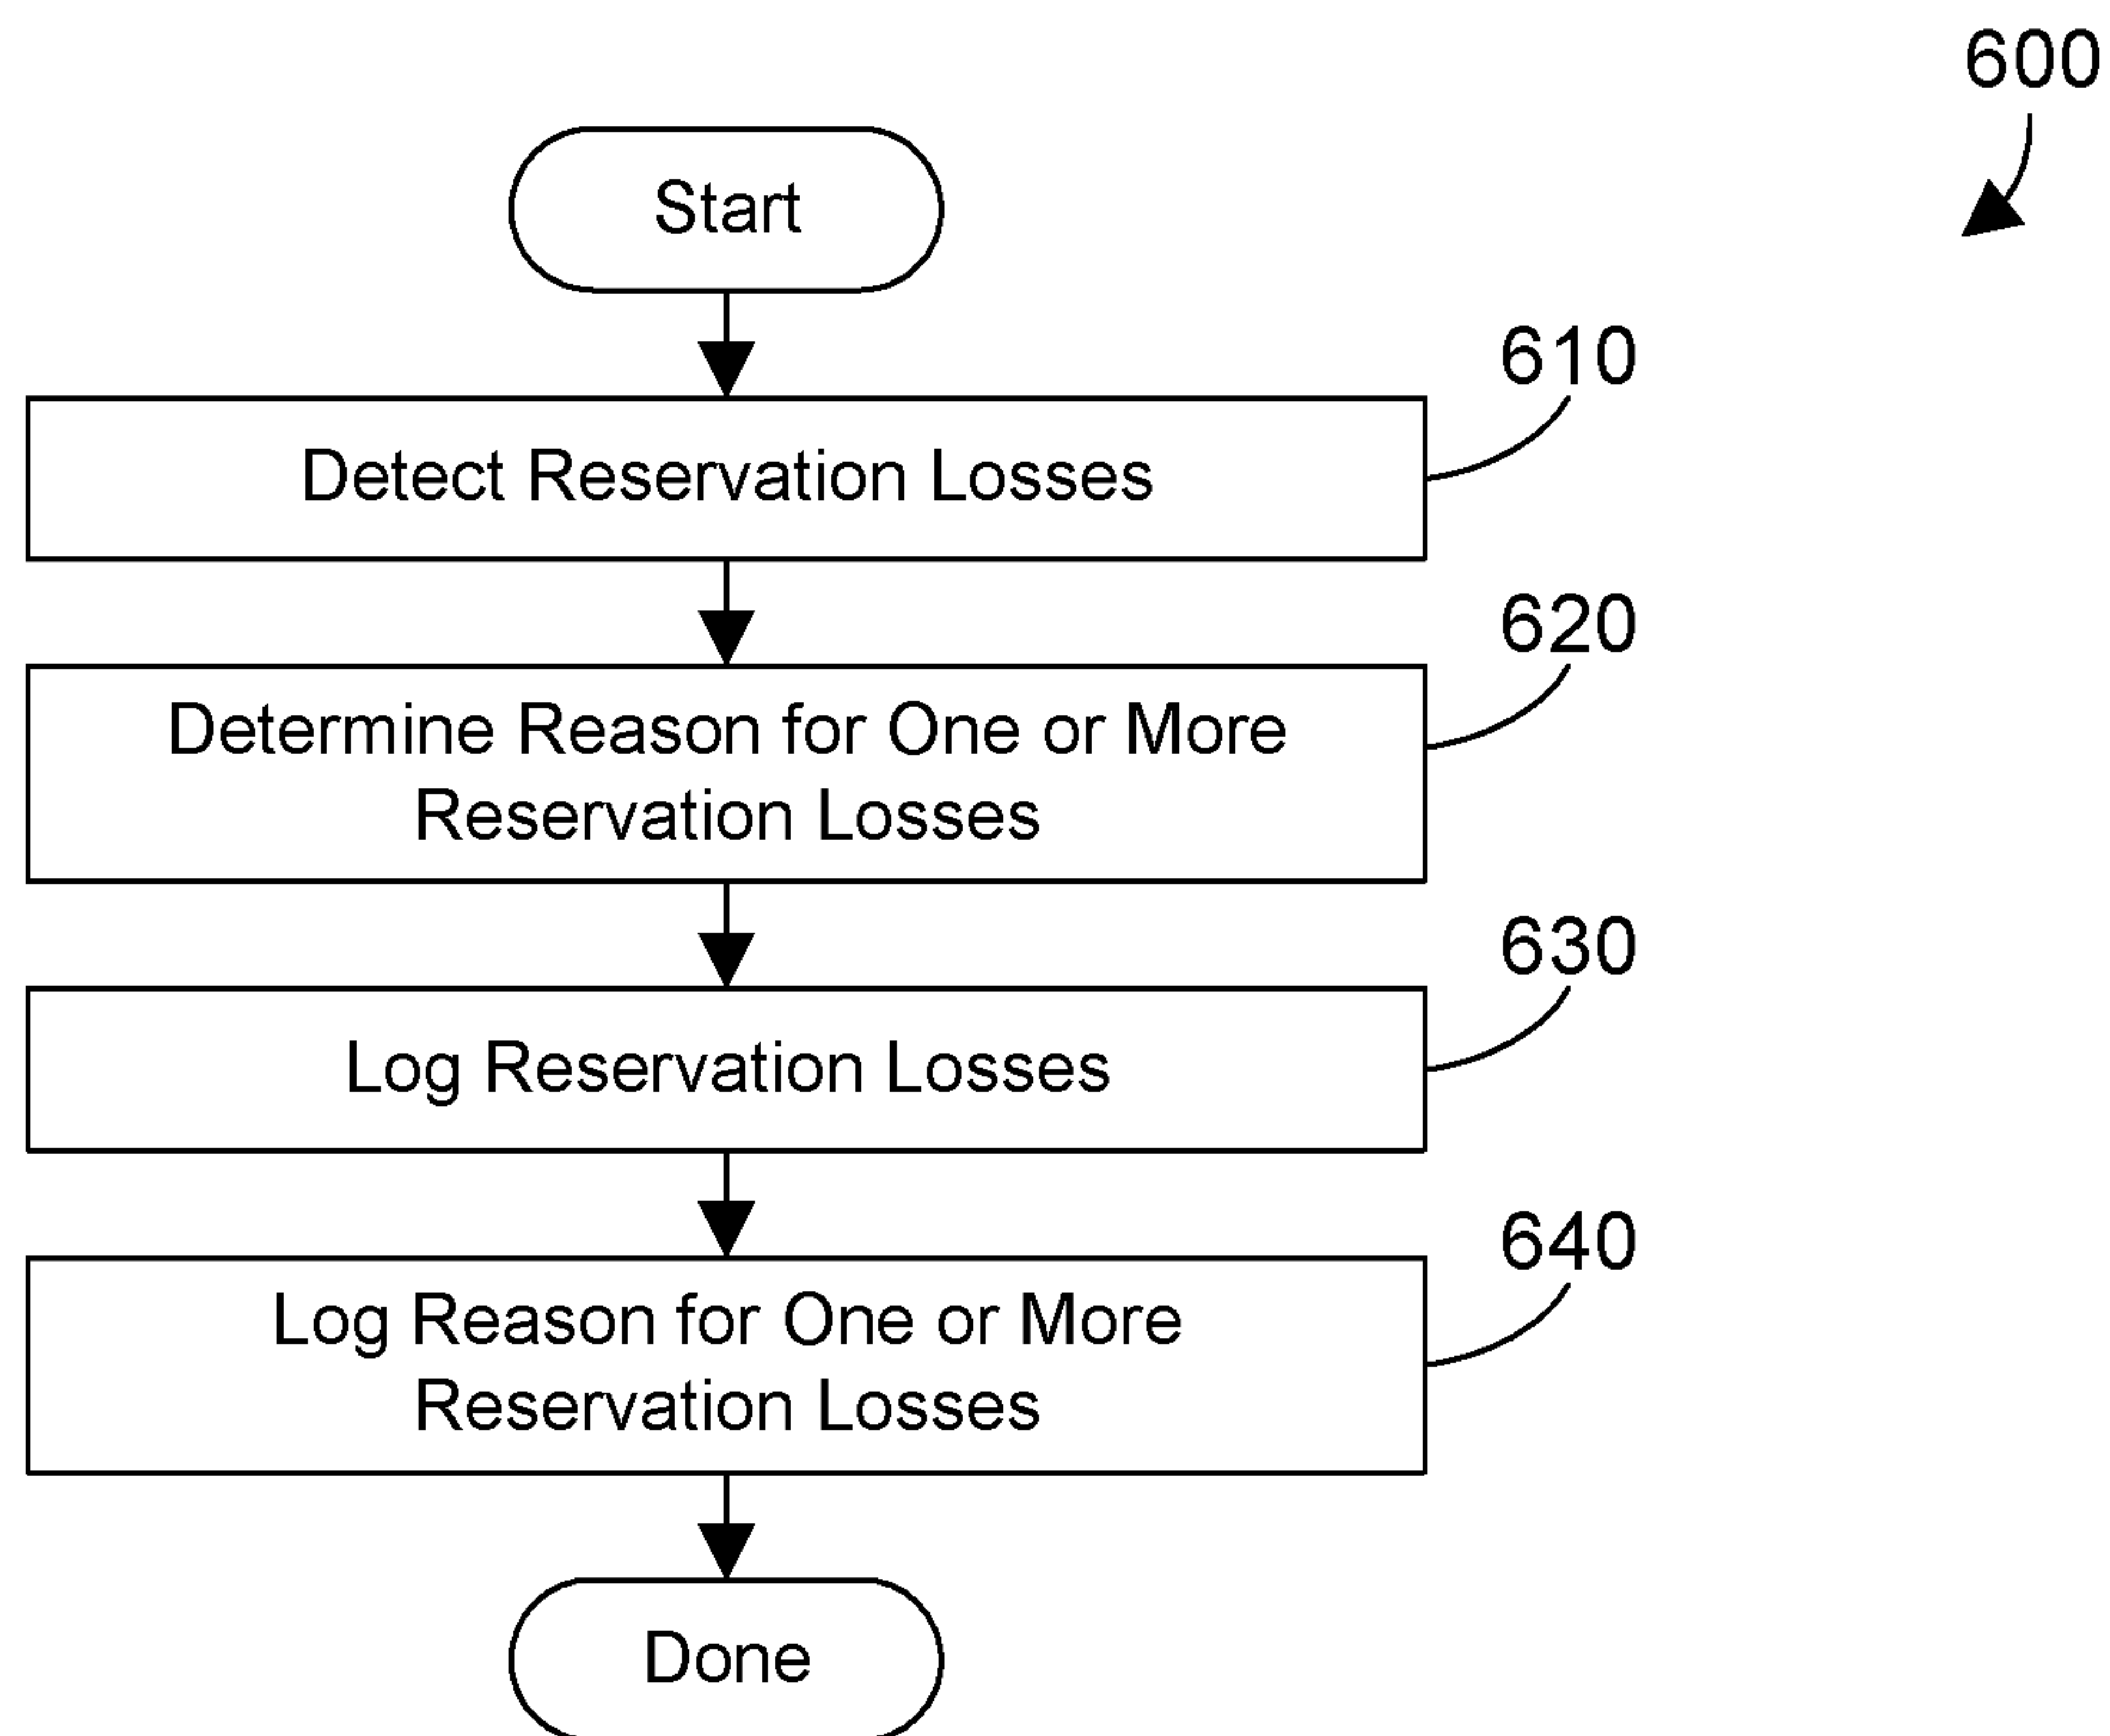 600
Start
610
Detect Reservation Losses
620
Determine Reason for One or More
Reservation Losses
630
Log Reservation Losses
640
Log Reason for One or More
Reservation Losses
Done